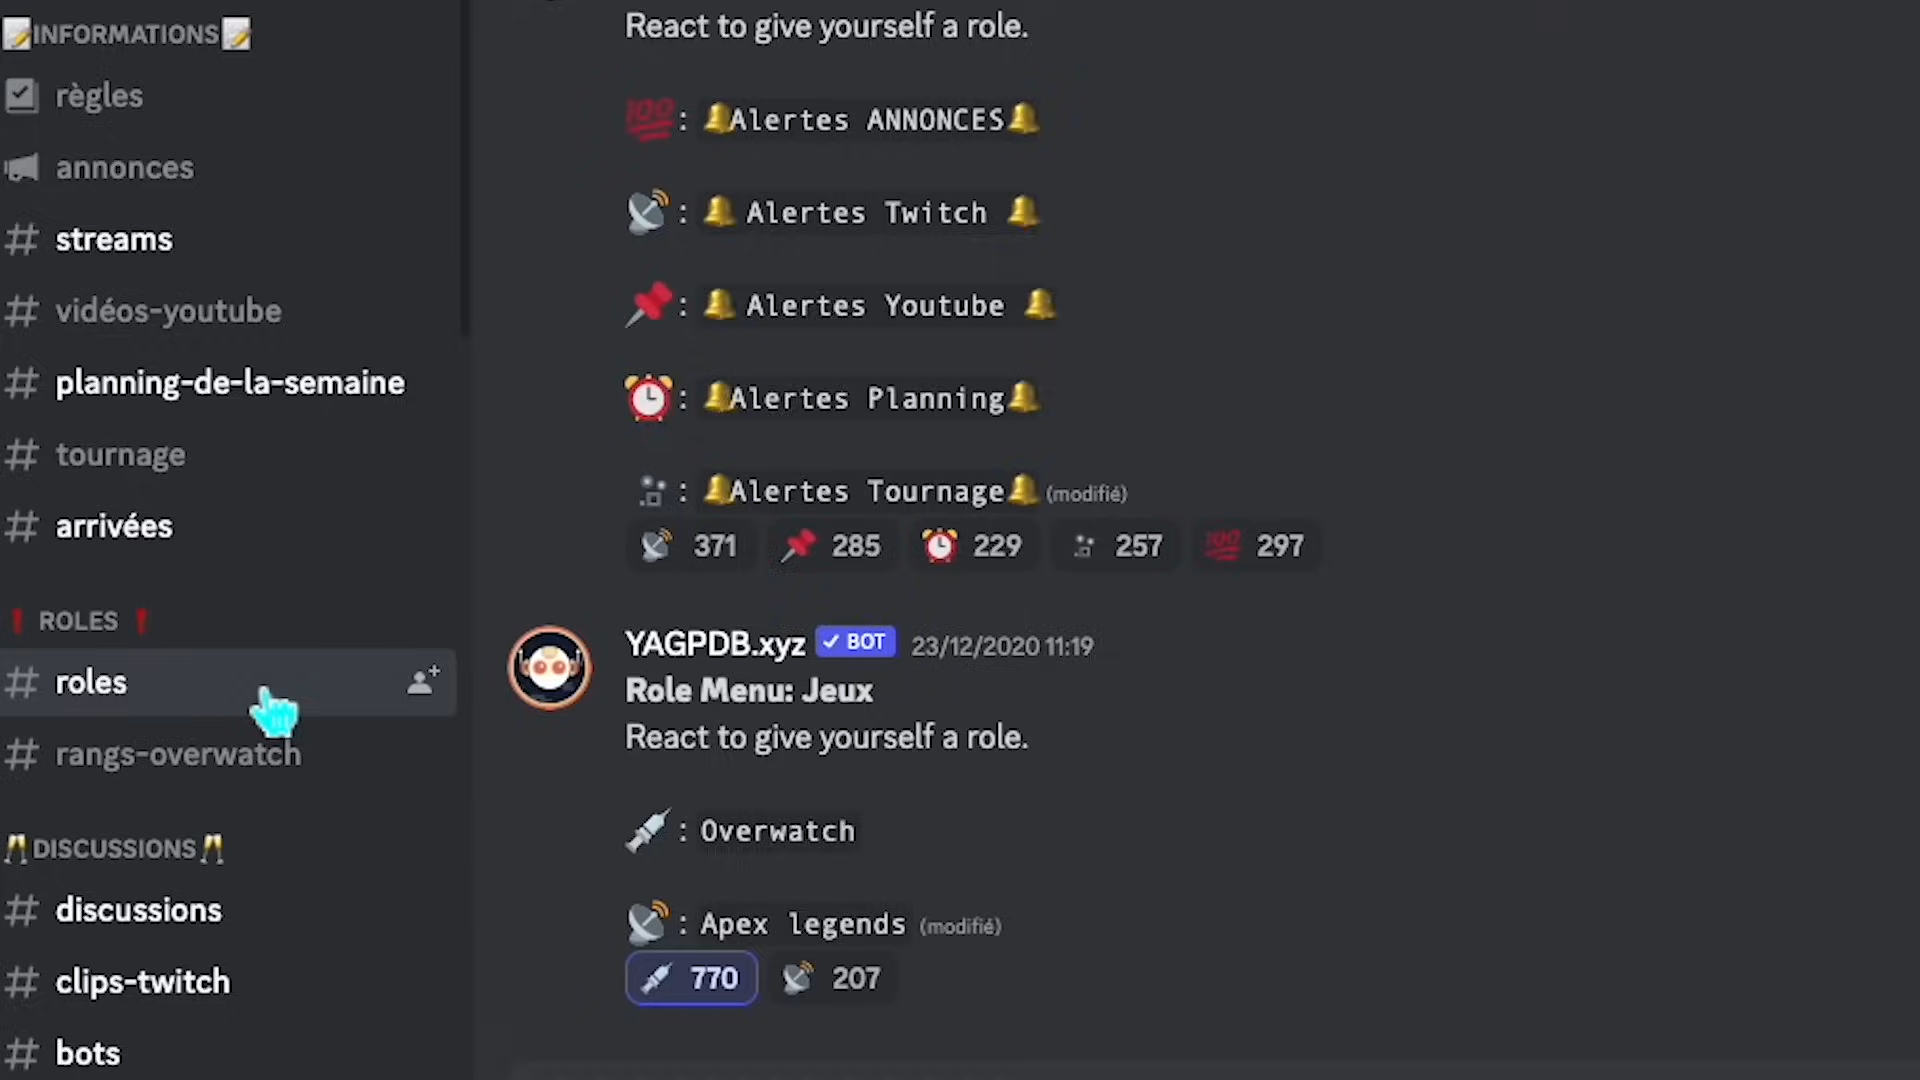 INFORMATIONS
règles
annonces
streams
vidéos-youtube
planning-de-la-semaine
tournage
arrivées
ROLES
roles
rangs-overwatch
DISCUSSIONS
discussions
clips-twitch
bots
React to give yourself a role.
💯: 🔔Alertes ANNONCES🔔
📡: 🔔 Alertes Twitch 🔔
📌: 🔔 Alertes Youtube 🔔
⏰: 🔔Alertes Planning🔔
: 🔔Alertes Tournage🔔 (modifié)
371 285 229 257 297
YAGPDB.xyz ✓ BOT 23/12/2020 11:19
Role Menu: Jeux
React to give yourself a role.
💉: Overwatch
📡: Apex legends (modifié)
770 207